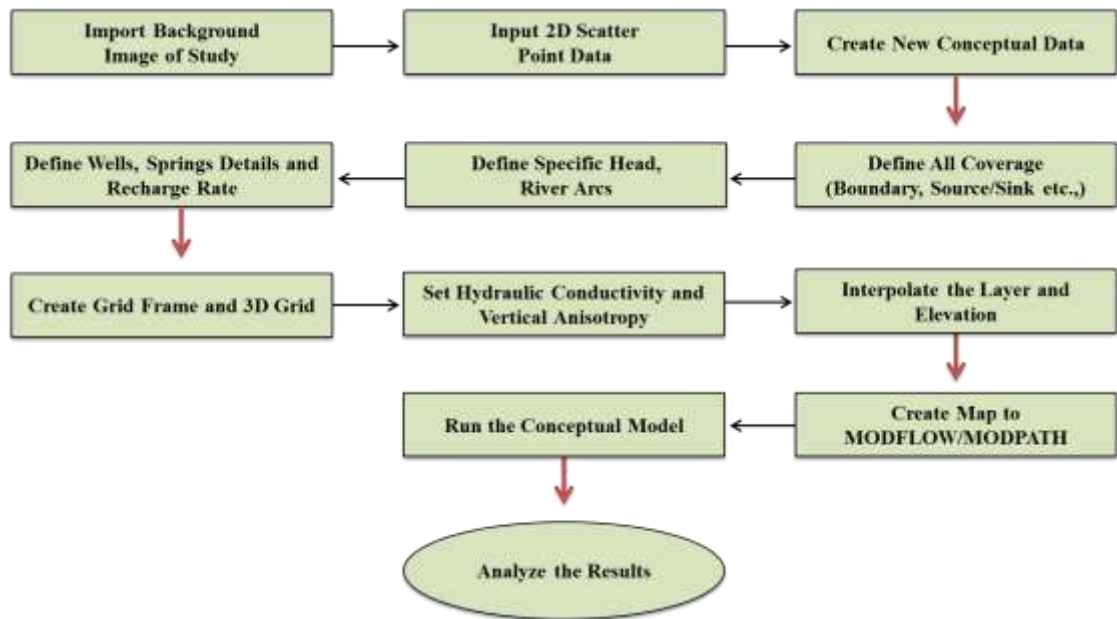 Import Background
Image of Study
Input 2D Scatter
Point Data
Create New Conceptual Data
Define All Coverage
(Boundary, Source/Sink etc.,)
Define Specific Head,
River Arcs
Define Wells, Springs Details and
Recharge Rate
Create Grid Frame and 3D Grid
Set Hydraulic Conductivity and
Vertical Anisotropy
Interpolate the Layer and
Elevation
Create Map to
MODFLOW/MODPATH
Run the Conceptual Model
Analyze the Results